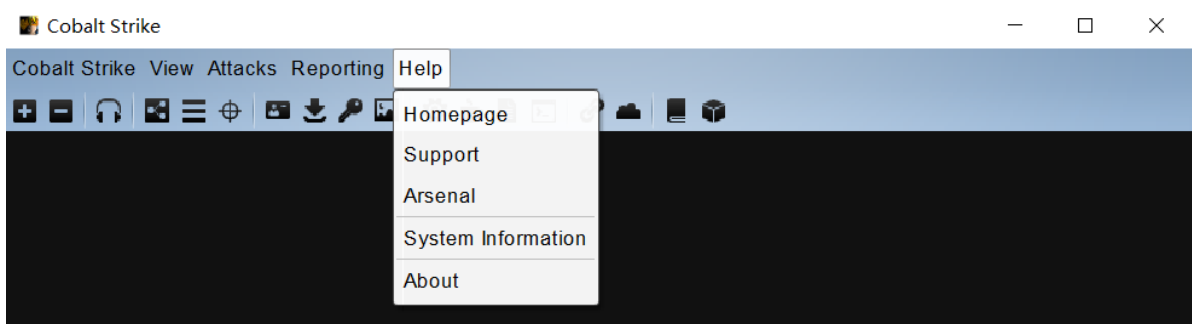 Cobalt Strike
Cobalt Strike View Attacks Reporting Help
Homepage
Support
Arsenal
System Information
About